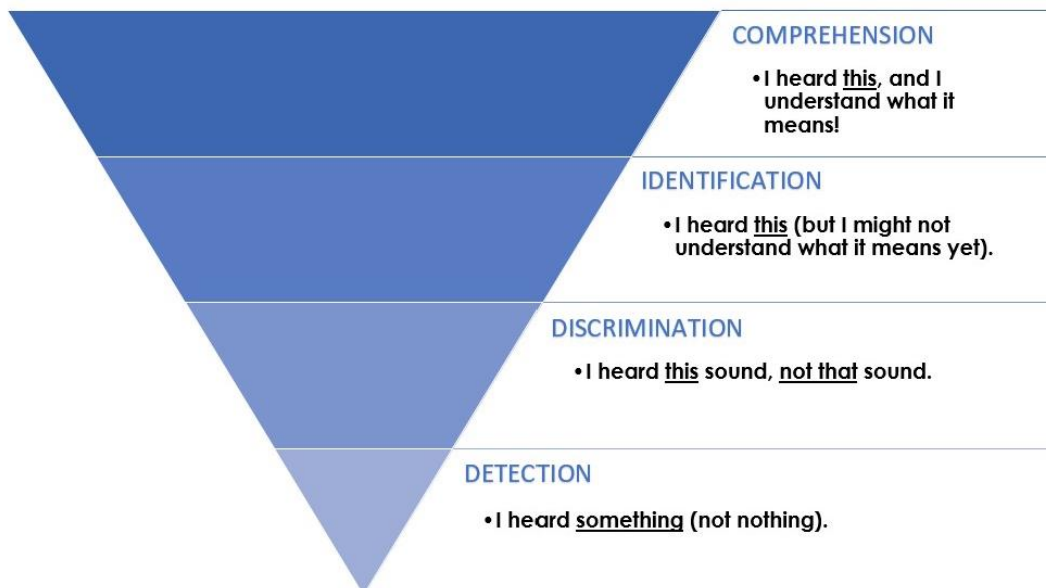 COMPREHENSION
•I heard this, and I
understand what it
means!
IDENTIFICATION
•I heard this (but I might not
understand what it means yet).
DISCRIMINATION
•I heard this sound, not that sound.
DETECTION
•I heard something (not nothing).